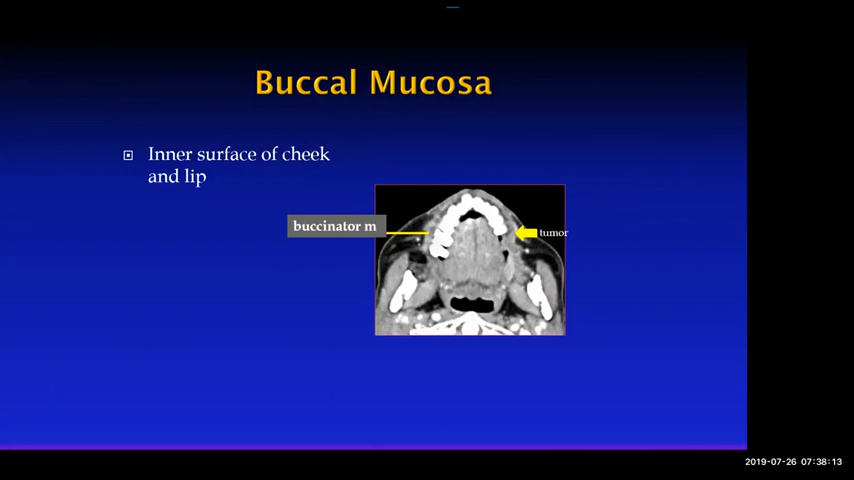 Buccal Mucosa
Inner surface of cheek
and lip
buccinator m
tumor
2019-07-26 07:38:13